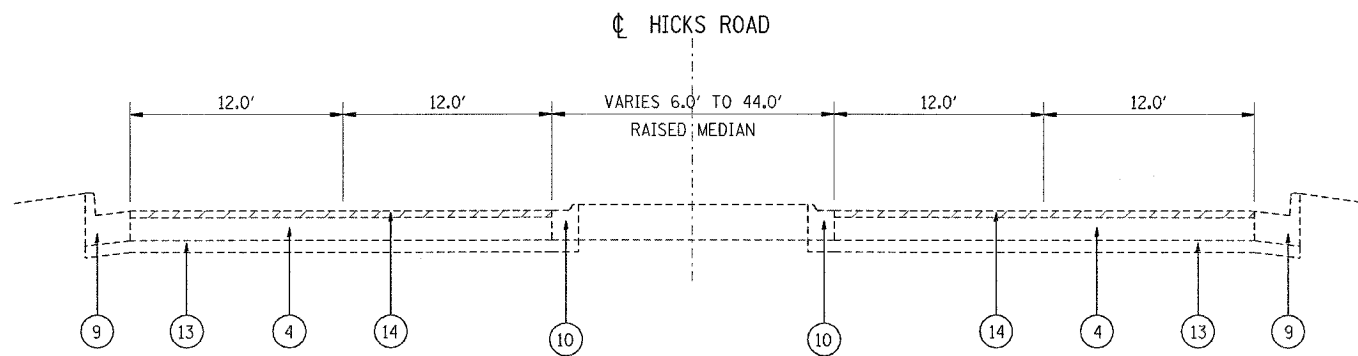 ℄ HICKS ROAD
12.0' 12.0' VARIES 6.0' TO 44.0' 12.0' 12.0'
RAISED MEDIAN
9 13 4 14 10 10 14 4 13 9